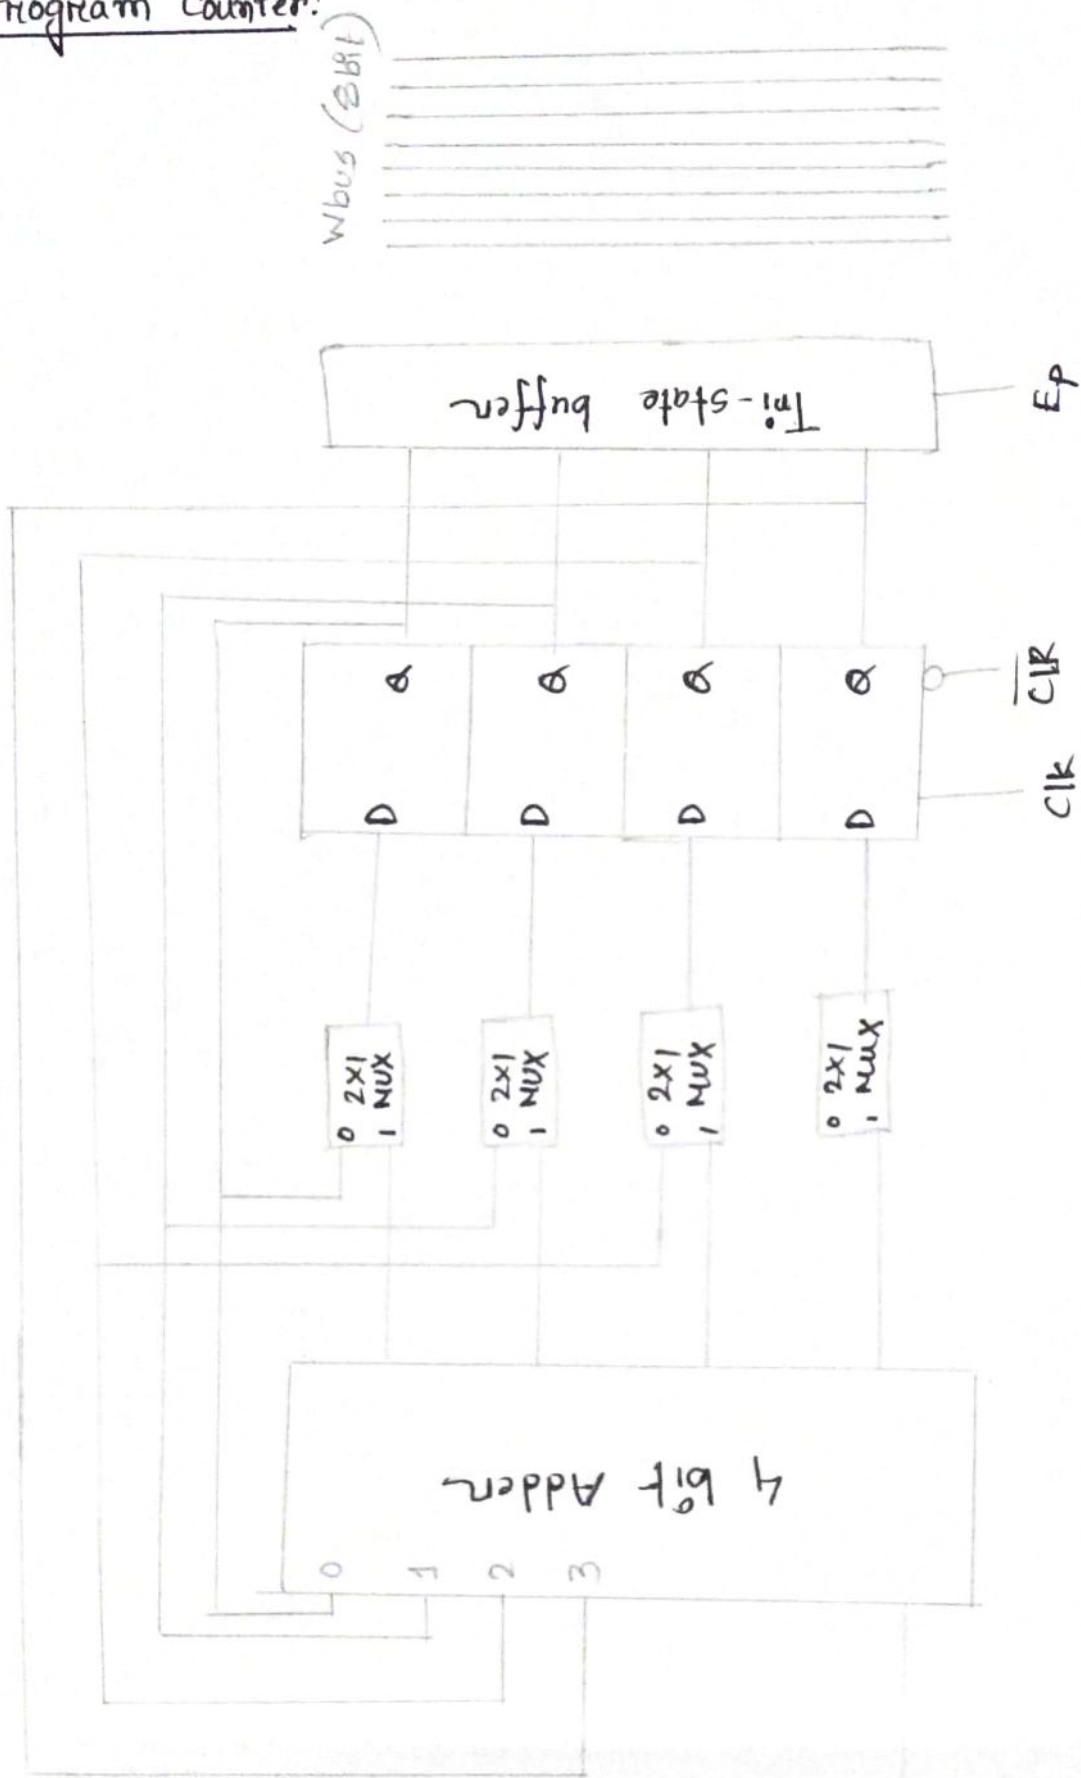 rogram Counter:
Wbus (8bit)
Tri-state buffer
Ep
Q
Q
Q
Q
D
D
D
D
CLR
Clk
0 2X1
1 MUX
0 2X1
1 MUX
0 2X1
1 MUX
0 2X1
1 MUX
4 bit Adder
0
1
2
3